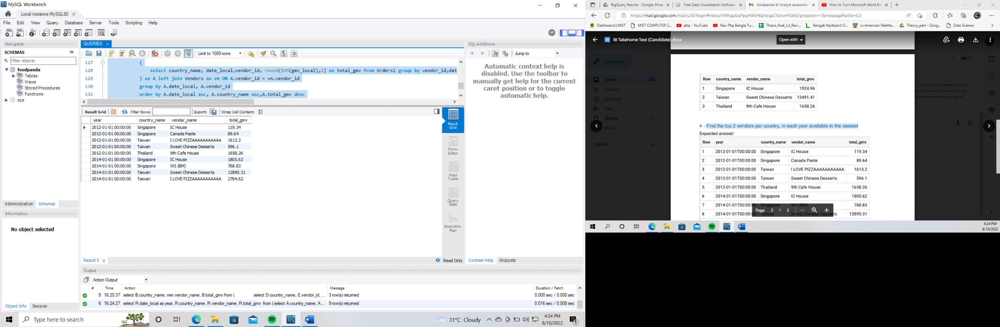 MySQL Workbench
Local instance MySQL80
File Edit View Query Database Server Tools Scripting Help
Navigator
SCHEMAS
Filter objects
foodpanda
Tables
Views
Stored Procedures
Functions
sys
Administration Schemas
Information
No object selected
Object Info Session
QUERIES
Limit to 1000 rows
127 (
128 select country_name, date_local,vendor_id, round(SUM(gmv_local),2) as total_gmv from Orders1 group by vendor_id,dat
129 ) as A left join Vendors as vn ON A.vendor_id = vn.vendor_id
130 group by A.date_local, A.vendor_id
131 order by A.date_local asc, A.country_name asc,A.total_gmv desc
Result Grid Filter Rows: Export: Wrap Cell Content:
year country_name vendor_name total_gmv
2012-01-01 00:00:00 Singapore IC House 119.34
2012-01-01 00:00:00 Singapore Canada Paste 89.64
2012-01-01 00:00:00 Taiwan I LOVE PIZZAAAAAAAAAAA 1613.2
2012-01-01 00:00:00 Taiwan Sweet Chinese Desserts 596.1
2012-01-01 00:00:00 Thailand 9th Cafe House 1658.26
2014-01-01 00:00:00 Singapore IC House 1805.62
2014-01-01 00:00:00 Singapore WS (BM) 768.83
2014-01-01 00:00:00 Taiwan Sweet Chinese Desserts 12895.31
2014-01-01 00:00:00 Taiwan I LOVE PIZZAAAAAAAAAAA 2784.62
Result Grid
Form Editor
Field Types
Query Stats
Execution Plan
Result 5
Read Only
SQLAdditions
Jump to
Automatic context help is
disabled. Use the toolbar to
manually get help for the current
caret position or to toggle
automatic help.
Context Help Snippets
Output
Action Output
# Time Action Message Duration / Fetch
5 16:20:37 select B.country_name, ven.vendor_name, B.total_gmv from ( select D.country_name, E.vendor_id, ... 3 row(s) returned 0.000 sec / 0.000 sec
6 16:24:27 select Ft.date_local as year, Ft.country_name, Ft.vendor_name, Ft.total_gmv from ( select A.country_name, A.... 9 row(s) returned 0.016 sec / 0.000 sec
Type here to search
31°C Cloudy
4:24 PM
8/10/2022
1
BigQuery Results - Google Drive
Free Data Visualization Software
foodpanda BI Analyst assessmen
How to Turn Microsoft Word Bla
https://mail.google.com/mail/u/0/?login#inbox/FMfcgzGqPpgHXKHKphjrgzCVznwHGbKj?projector=1&messagePartId=0.3
Dashboard | MIST
MIST COMPUTER C...
php - YouTube
Raw Php Bangla Tu...
Thesis_final_Lit_Revi...
Bengali Keyboard O...
us American Palette...
Theory_part - Goog...
Data Science
BI Takehome Test (Candidate).docx
Open with
Compose
Inbox 225
Starred
Snoozed
Sent
Drafts 40
More
Labels
Row country_name vendor_name total_gmv
1 Singapore IC House 1924.96
2 Taiwan Sweet Chinese Desserts 13491.41
3 Thailand 9th Cafe House 1658.26
4 - Find the top 2 vendors per country, in each year available in the dataset
Expected answer:
Row year country_name vendor_name total_gmv
1 2012-01-01T00:00:00 Singapore IC House 119.34
2 2012-01-01T00:00:00 Singapore Canada Paste 89.64
3 2012-01-01T00:00:00 Taiwan I LOVE PIZZAAAAAAAAAAA 1613.2
4 2012-01-01T00:00:00 Taiwan Sweet Chinese Desserts 596.1
5 2012-01-01T00:00:00 Thailand 9th Cafe House 1658.26
6 2014-01-01T00:00:00 Singapore IC House 1805.62
7 2014-01-01T00:00:00 Singapore WS (BM) 768.83
8 2014-01-01T00:00:00 Taiwan Sweet Chinese Desserts 12895.31
Page 2 / 2
4:24 PM
8/10/2022